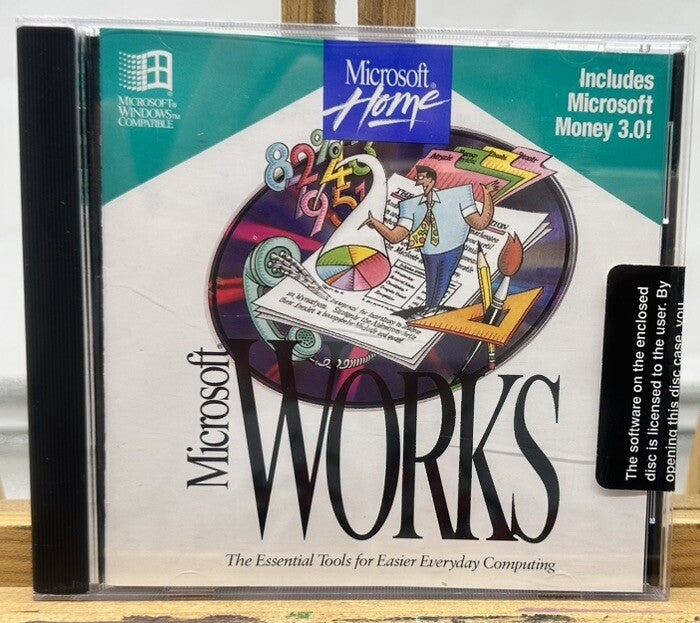 MICROSOFT®
WINDOWS™
COMPATIBLE
Microsoft®
Home
Includes
Microsoft
Money 3.0!
Microsoft®
WORKS
The Essential Tools for Easier Everyday Computing
The software on the enclosed
disc is licensed to the user. By
opening this disc case, you